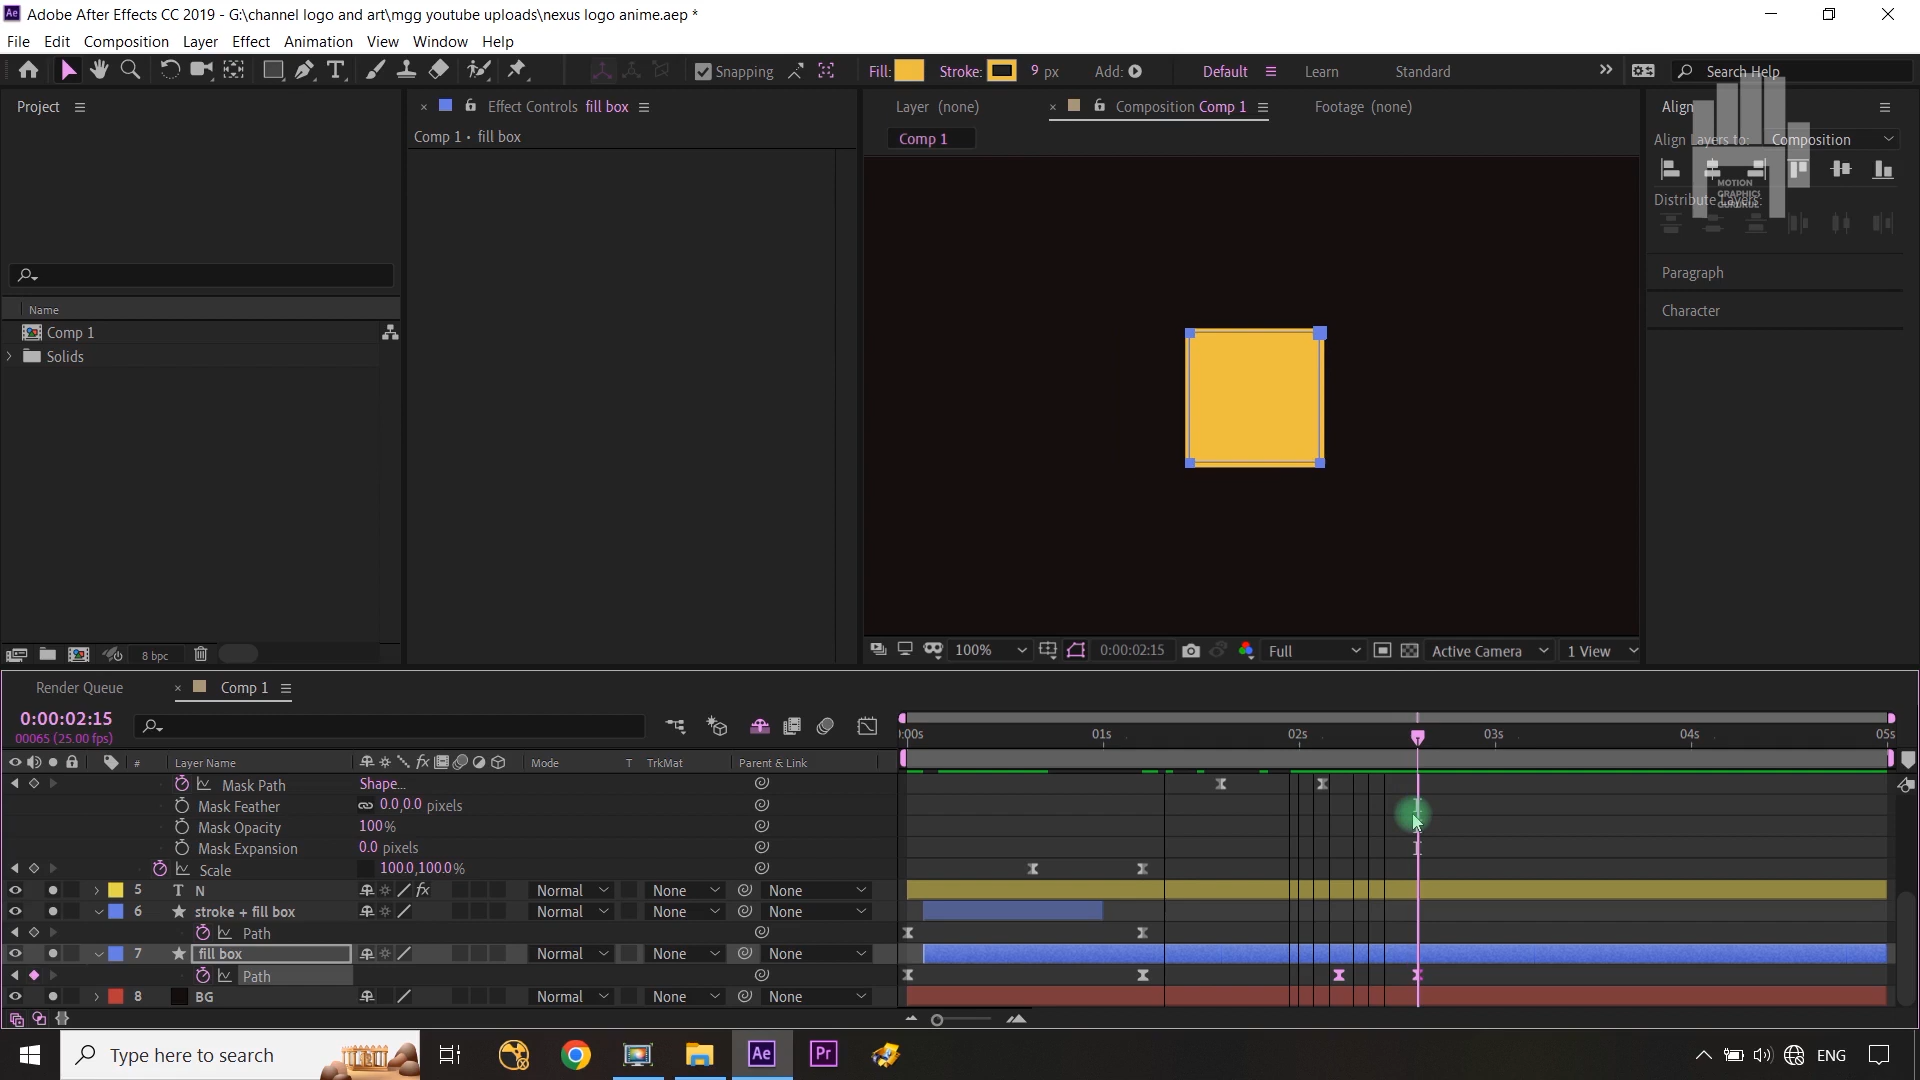 Ae Adobe After Effects CC 2019 - G:\channel logo and art\mgg youtube uploads\nexus logo anime.aep *
File Edit Composition Layer Effect Animation View Window Help
Snapping Fill: Stroke: 9 px Add: Default Learn Standard Search Help
Project Effect Controls fill box Layer (none) Composition Comp 1 Footage (none) Align
Comp 1 • fill box Comp 1 Align Layers to: Composition
MOTION
GRAPHICS
Distribute Layers:
Paragraph
Name Character
Comp 1
Solids
8 bpc 100% 0:00:02:15 Full Active Camera 1 View
Render Queue Comp 1
0:00:02:15
00065 (25.00 fps) :00s 01s 02s 03s 04s 05s
# Layer Name Mode T TrkMat Parent & Link
Mask Path Shape...
Mask Feather 0.0,0.0 pixels
Mask Opacity 100%
Mask Expansion 0.0 pixels
Scale 100.0,100.0%
5 T N fx Normal None None
6 stroke + fill box Normal None None
Path
7 fill box Normal None None
Path
8 BG Normal None None
Type here to search Ae Pr ENG